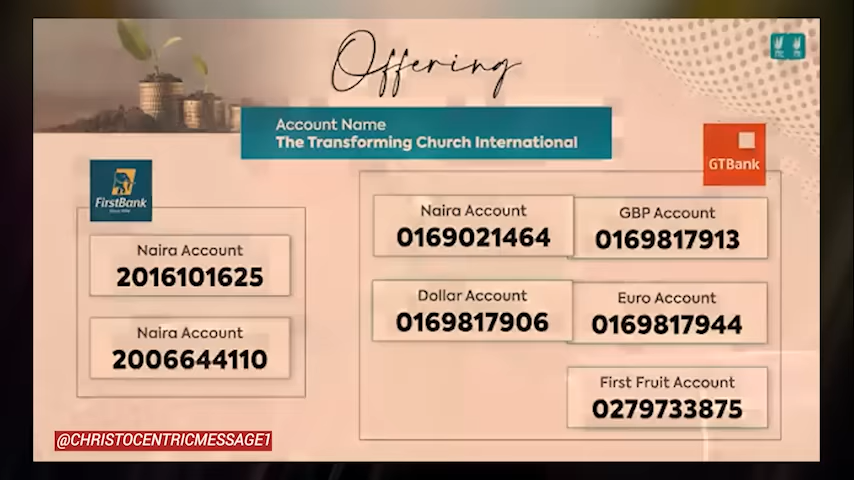 Offering
Account Name
The Transforming Church International
FirstBank
Naira Account
2016101625
Naira Account
2006644110
GTBank
Naira Account
0169021464
GBP Account
0169817913
Dollar Account
0169817906
Euro Account
0169817944
First Fruit Account
0279733875
@CHRISTOCENTRICMESSAGE1